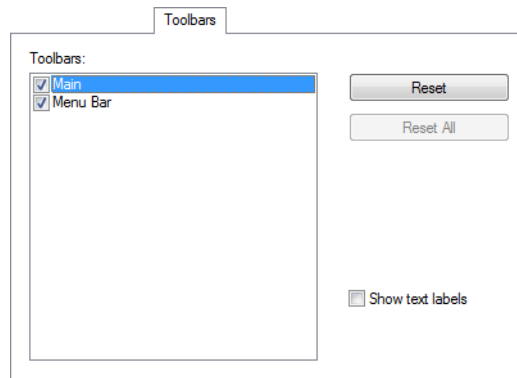 Toolbars
Toolbars:
Main
Menu Bar
Reset
Reset All
Show text labels